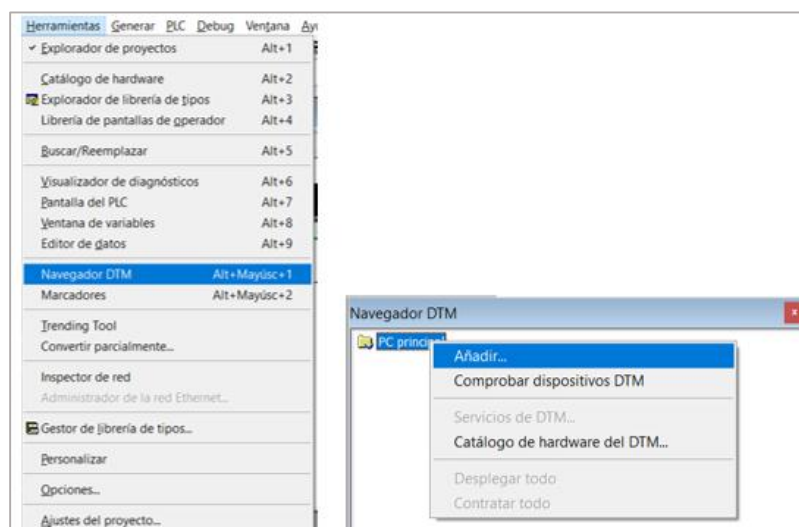 Herramientas Generar PLC Debug Ventana
Explorador de proyectos Alt+1
Catálogo de hardware Alt+2
Explorador de librería de tipos Alt+3
Librería de pantallas de operador Alt+4
Buscar/Reemplazar Alt+5
Visualizador de diagnósticos Alt+6
Pantalla del PLC Alt+7
Ventana de variables Alt+8
Editor de datos Alt+9
Navegador DTM Alt+Mayúsc+1
Marcadores Alt+Mayúsc+2
Trending Tool
Convertir parcialmente...
Inspector de red
Administrador de la red Ethernet...
Gestor de librería de tipos...
Personalizar
Opciones...
Ajustes del proyecto...
Navegador DTM
PC principal
Añadir...
Comprobar dispositivos DTM
Servicios de DTM...
Catálogo de hardware del DTM...
Desplegar todo
Contratar todo